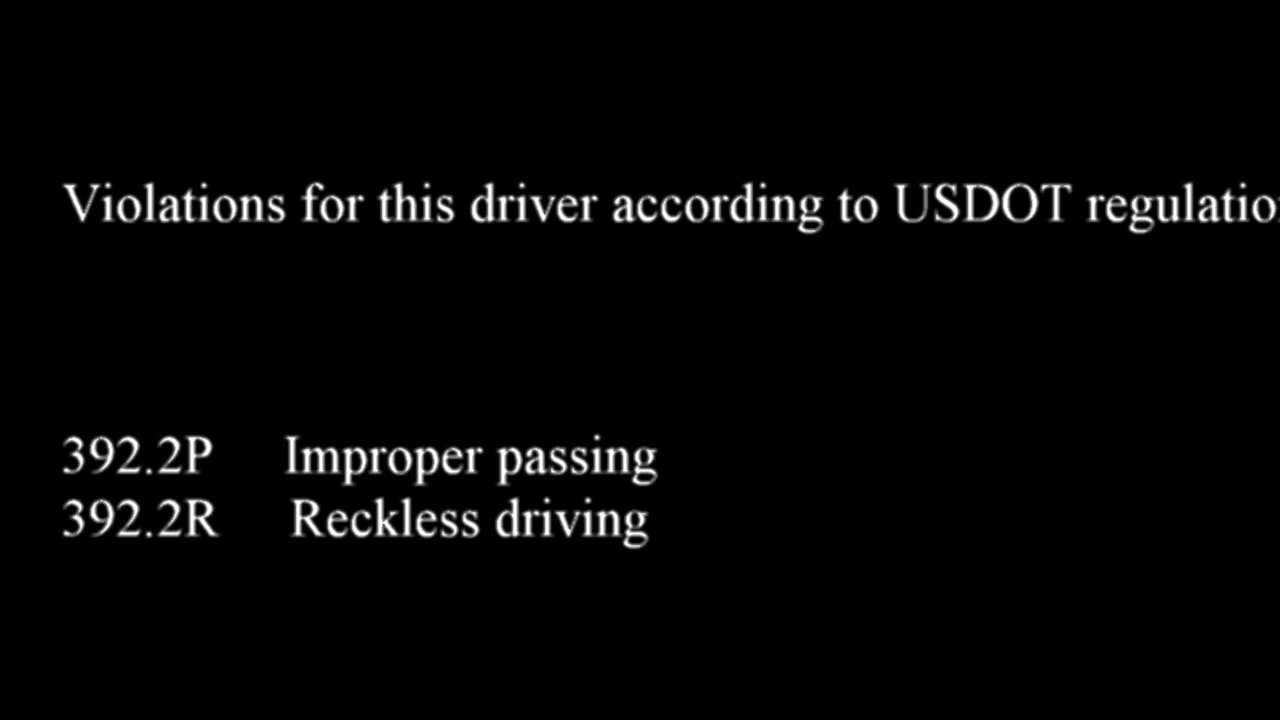 Violations for this driver according to USDOT regulatio
392.2P Improper passing
392.2R Reckless driving